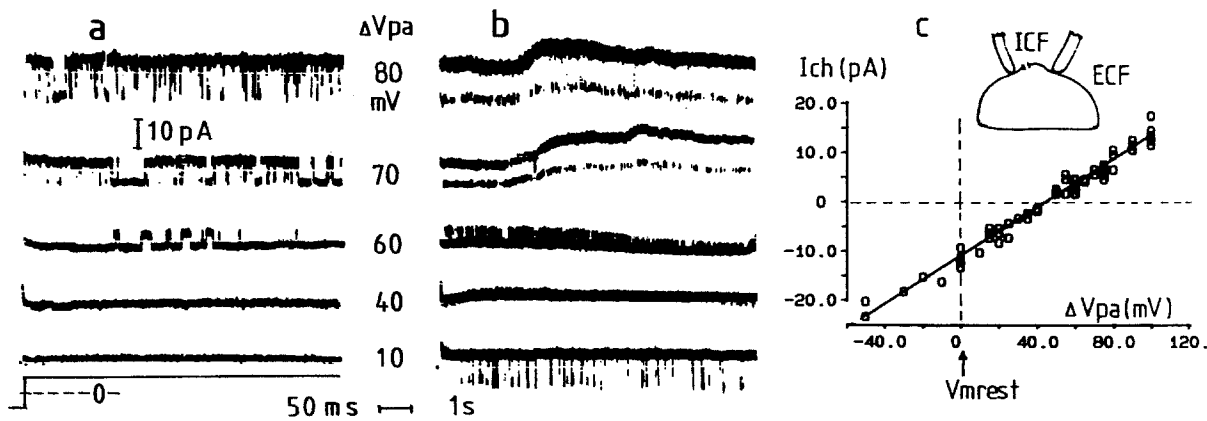 a
ΔVpa
b
c
80
mV
10 pA
70
60
40
10
0
50 ms
1s
ICF
ECF
Ich (pA)
20.0
10.0
0
-10.0
-20.0
ΔVpa (mV)
-40.0
0
40.0
80.0
120.
Vmrest